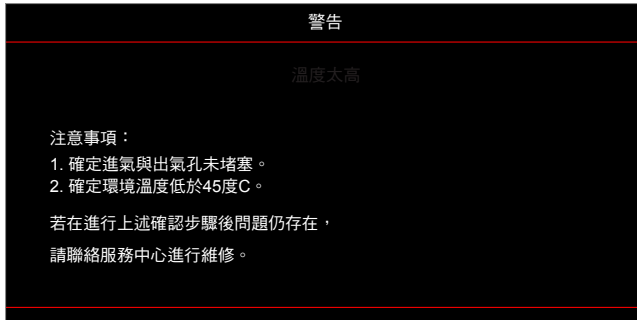 警告
溫度太高
注意事項：
1. 確定進氣與出氣孔未堵塞。
2. 確定環境溫度低於45度C。
若在進行上述確認步驟後問題仍存在，
請聯絡服務中心進行維修。